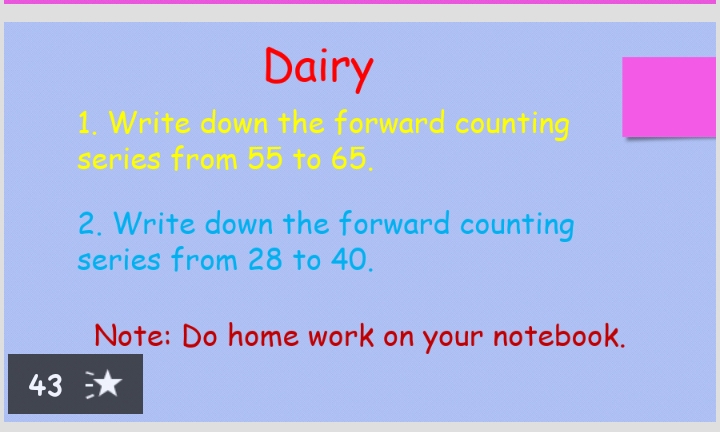 Dairy
1. Write down the forward counting
series from 55 to 65.
2. Write down the forward counting
series from 28 to 40.
Note: Do home work on your notebook.
43